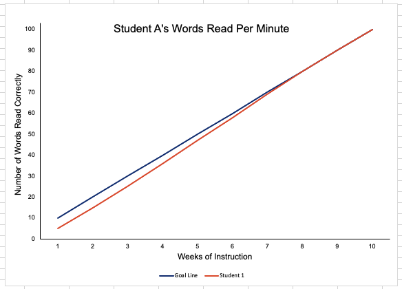 Student A's Words Read Per Minute
Number of Words Read Correctly
100
90
80
70
60
50
40
30
20
10
0
1 2 3 4 5 6 7 8 9 10
Weeks of Instruction
Goal Line Student 1